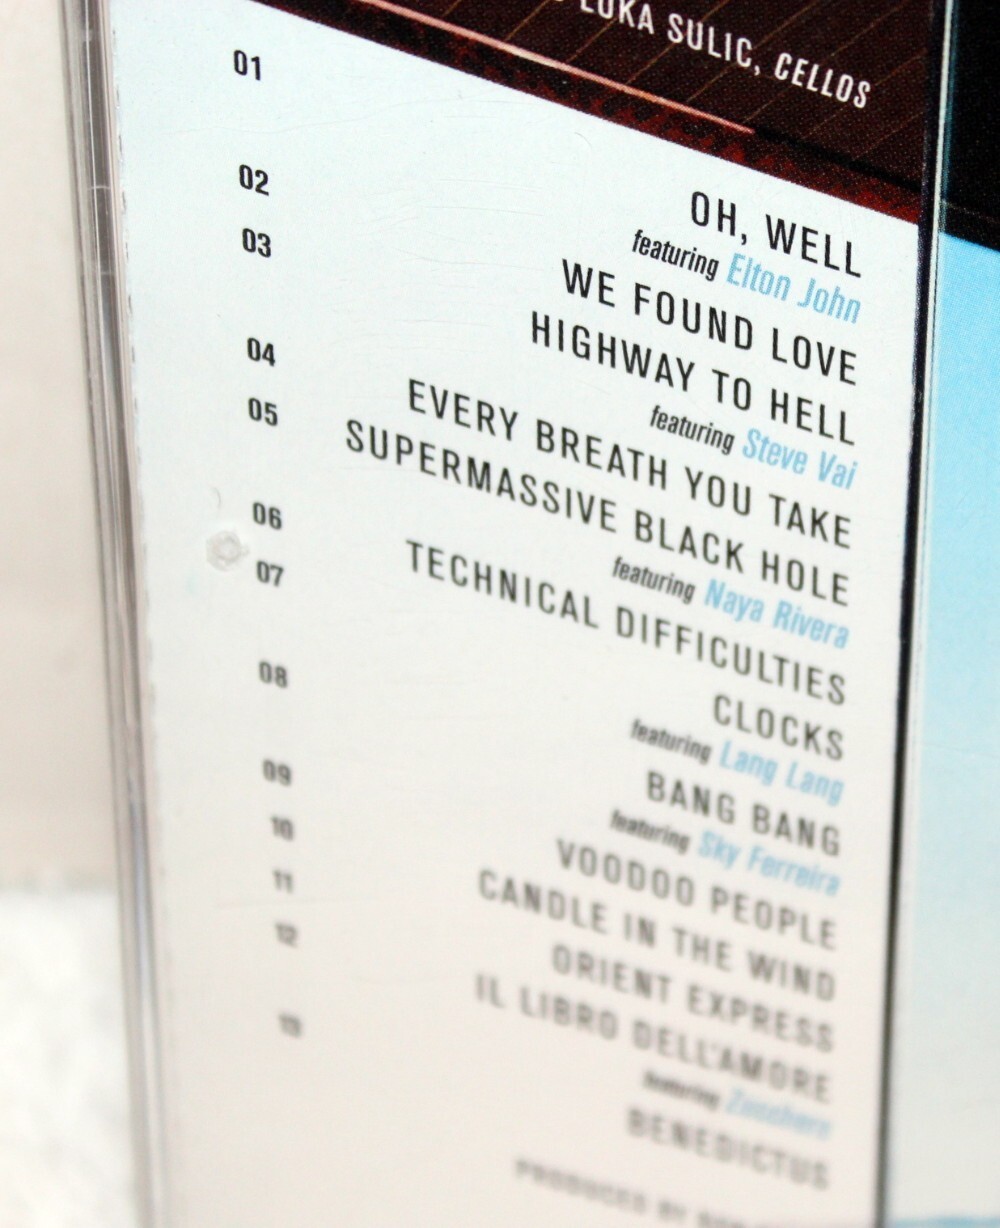 LUKA SULIC, CELLOS
01 OH, WELL
featuring Elton John
02 WE FOUND LOVE
03 HIGHWAY TO HELL
featuring Steve Vai
04 EVERY BREATH YOU TAKE
05 SUPERMASSIVE BLACK HOLE
featuring Naya Rivera
06 TECHNICAL DIFFICULTIES
07 CLOCKS
featuring Lang Lang
08 BANG BANG
featuring Sky Ferreira
09 VOODOO PEOPLE
10 CANDLE IN THE WIND
11 ORIENT EXPRESS
12 IL LIBRO DELL'AMORE
featuring Zucchero
13 BENEDICTUS
PRODUCED BY